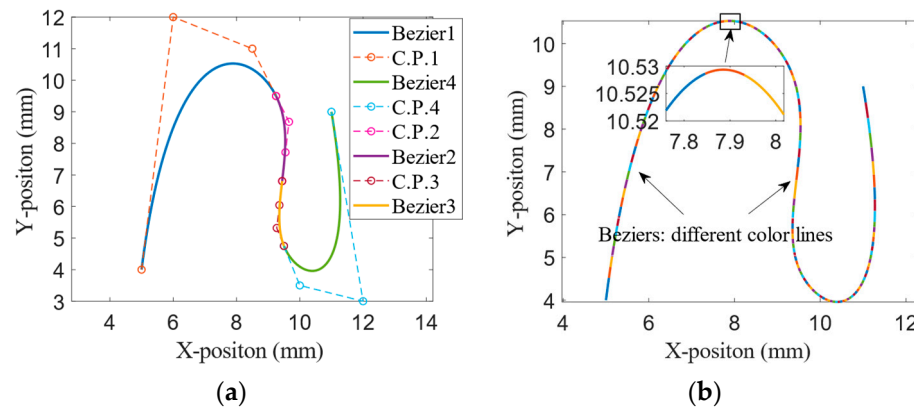 12
11
10
9
8
7
6
5
4
3
Y-positon (mm)
4 6 8 10 12 14
X-positon (mm)
Bezier1
C.P.1
Bezier4
C.P.4
C.P.2
Bezier2
C.P.3
Bezier3
(a)
10
9
8
7
6
5
4
Y-positon (mm)
10.53
10.525
10.52
7.8 7.9 8
Beziers: different color lines
4 6 8 10 12
X-positon (mm)
(b)